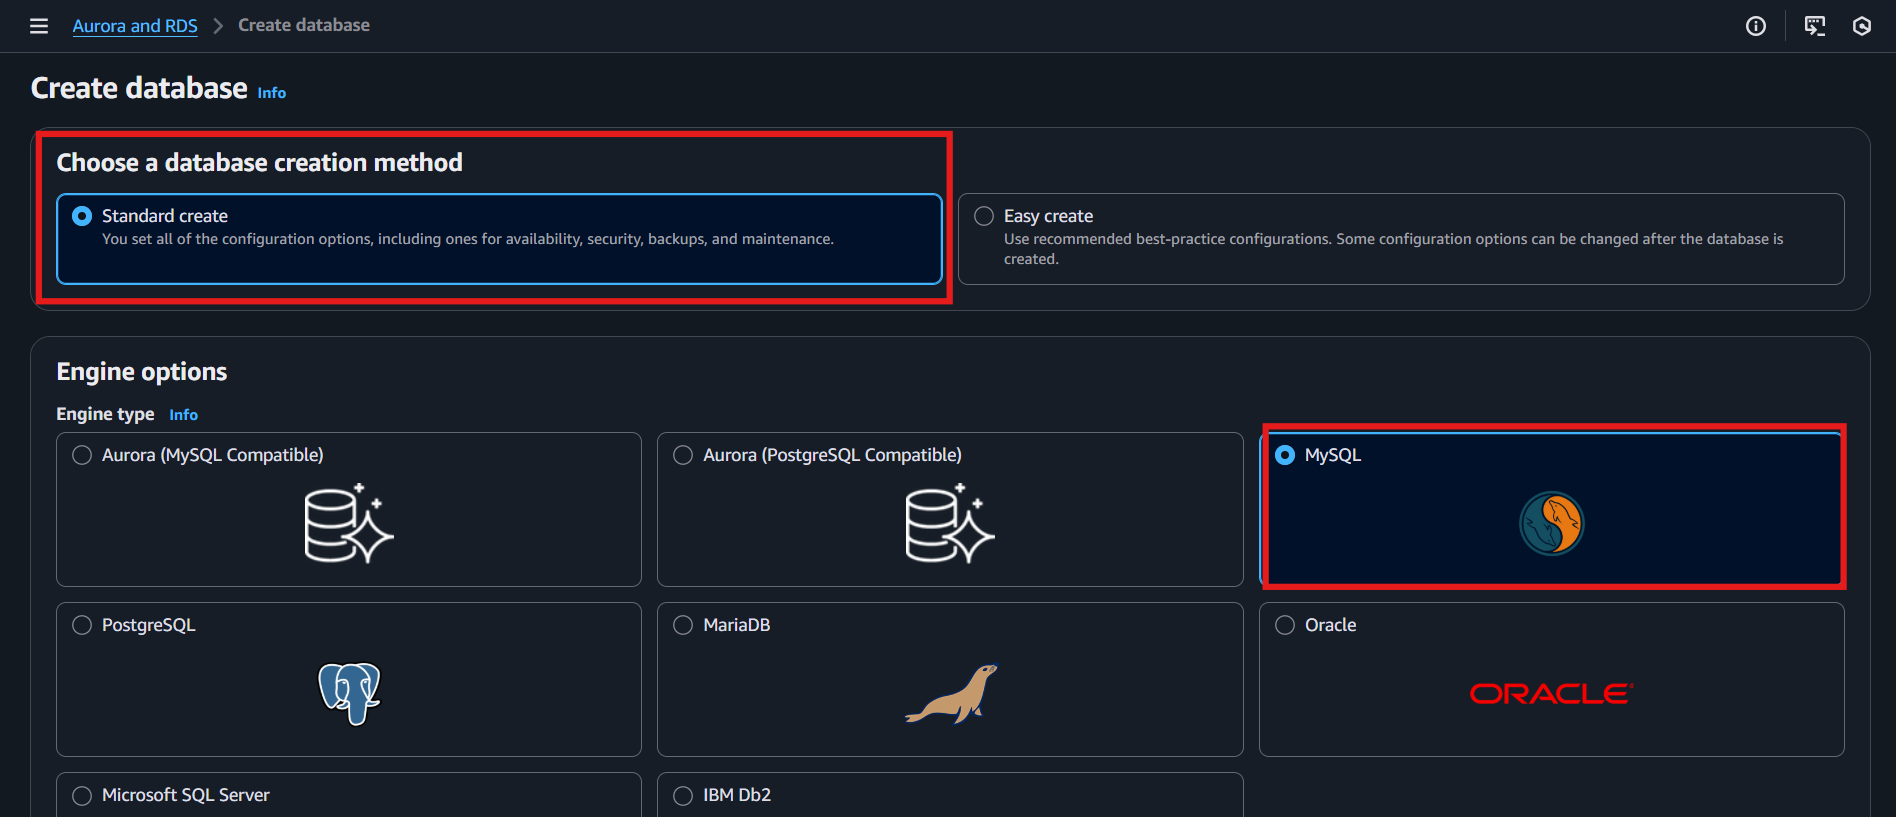 Aurora and RDS > Create database
Create database Info
Choose a database creation method
Standard create
You set all of the configuration options, including ones for availability, security, backups, and maintenance.
Easy create
Use recommended best-practice configurations. Some configuration options can be changed after the database is
created.
Engine options
Engine type Info
Aurora (MySQL Compatible)
Aurora (PostgreSQL Compatible)
MySQL
PostgreSQL
MariaDB
Oracle
ORACLE
Microsoft SQL Server
IBM Db2